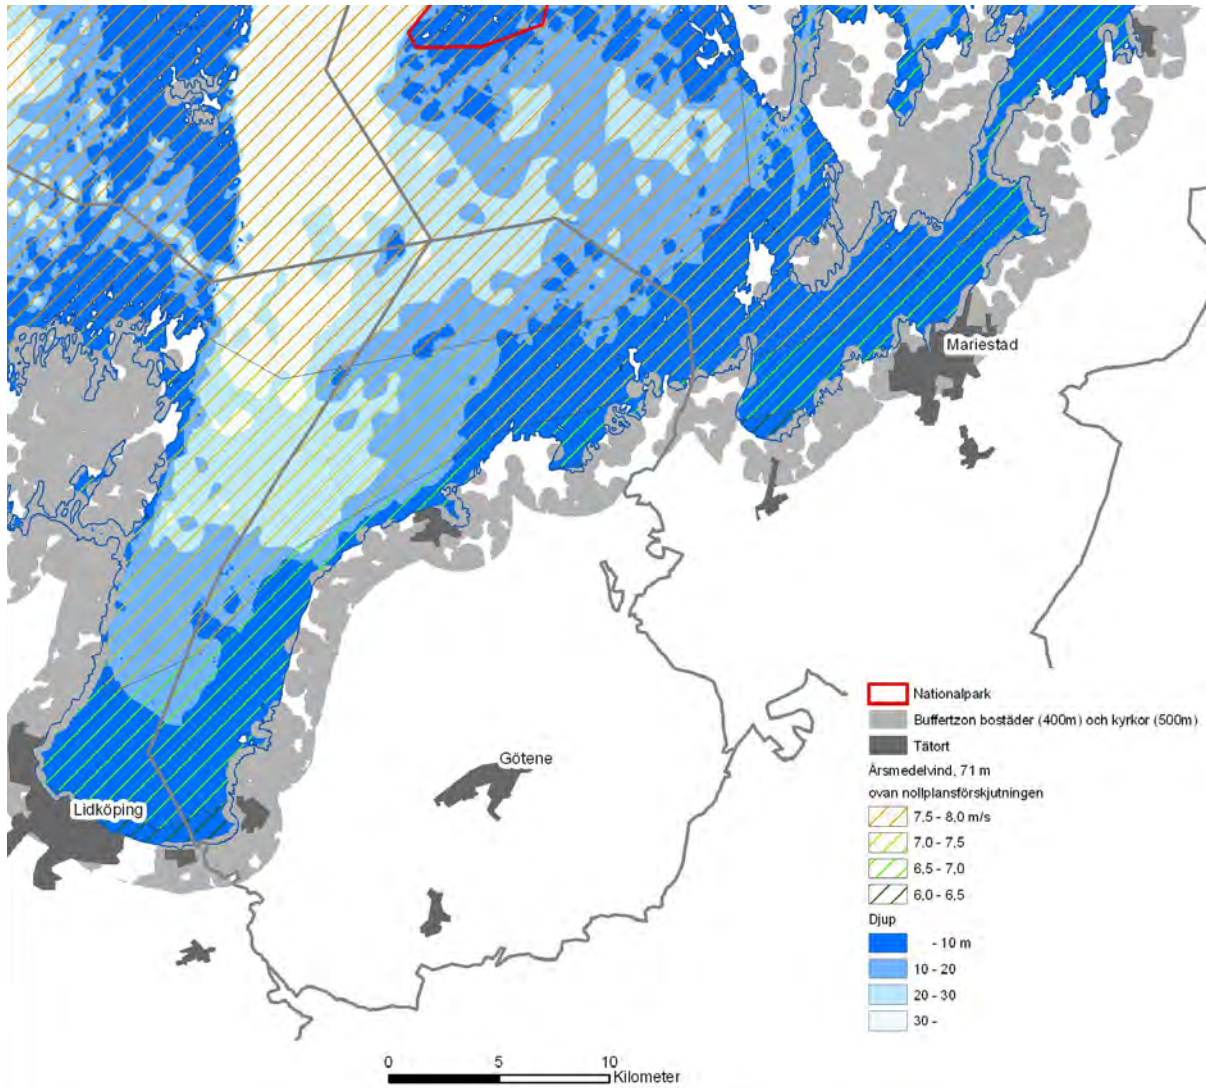 Mariestad
Götene
Lidköping
Nationalpark
Buffertzon bostäder (400m) och kyrkor (500m)
Tätort
Årsmedelvind, 71 m
ovan nollplansförskjutningen
7,5 - 8,0 m/s
7,0 - 7,5
6,5 - 7,0
6,0 - 6,5
Djup
- 10 m
10 - 20
20 - 30
30 -
0 5 10
Kilometer